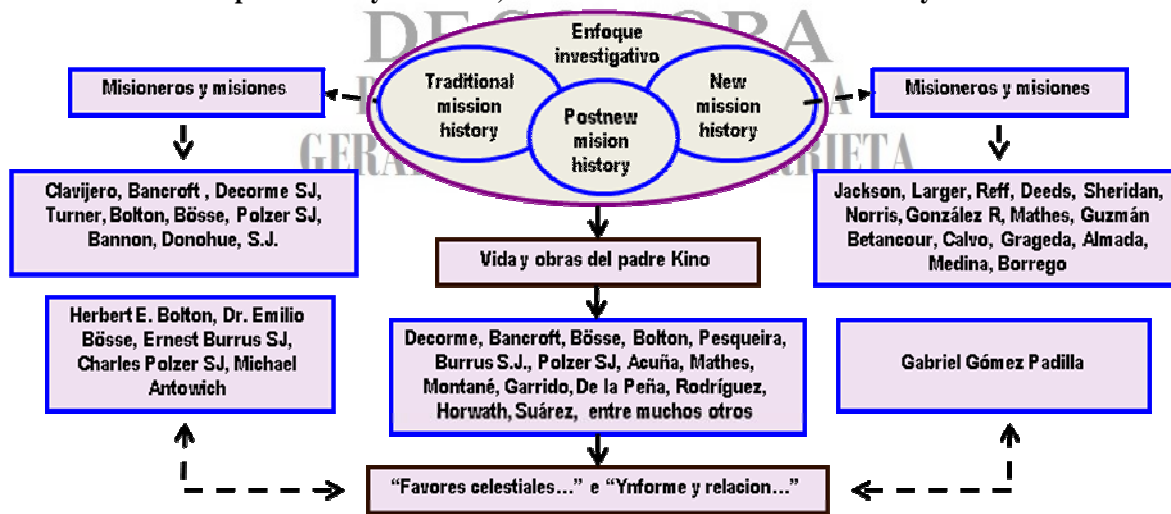 Enfoque
investigativo
Traditional
mission
history
New
mission
history
Postnew
mision
history
Misioneros y misiones
Misioneros y misiones
Clavijero, Bancroft , Decorme SJ,
Turner, Bolton, Bösse, Polzer SJ,
Bannon, Donohue, S.J.
Jackson, Larger, Reff, Deeds, Sheridan,
Norris, González R, Mathes, Guzmán
Betancour, Calvo, Grageda, Almada,
Medina, Borrego
Vida y obras del padre Kino
Herbert E. Bolton, Dr. Emilio
Bösse, Ernest Burrus SJ,
Charles Polzer SJ, Michael
Antowich
Decorme, Bancroft, Bösse, Bolton, Pesqueira,
Burrus S.J., Polzer SJ, Acuña, Mathes,
Montané, Garrido, De la Peña, Rodríguez,
Horwath, Suárez, entre muchos otros
Gabriel Gómez Padilla
“Favores celestiales...” e “Ynforme y relacion...”